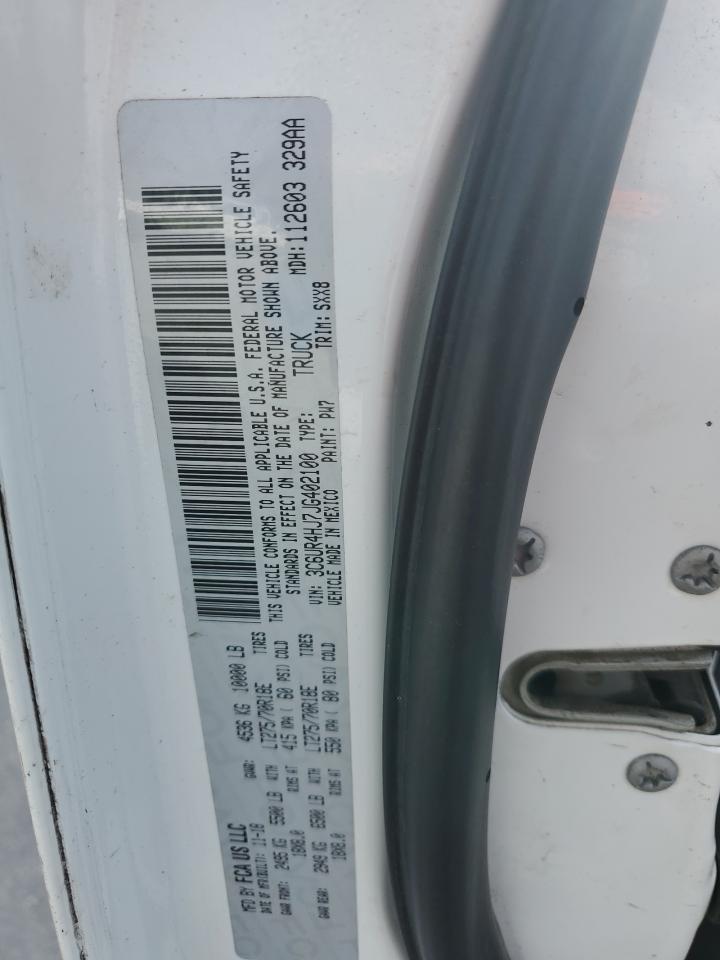 MFD BY FCA US LLC
DATE OF MFR/BUILT: 11-18 GVWR: 4536 KG 10000 LB
GAWR FRONT: 2495 KG 5500 LB WITH LT275/70R18E TIRES
18X8.0 RIMS AT 415 KPA ( 60 PSI) COLD
GAWR REAR: 2949 KG 6500 LB WITH LT275/70R18E TIRES
18X8.0 RIMS AT 550 KPA ( 80 PSI) COLD
THIS VEHICLE CONFORMS TO ALL APPLICABLE U.S.A. FEDERAL MOTOR VEHICLE SAFETY
STANDARDS IN EFFECT ON THE DATE OF MANUFACTURE SHOWN ABOVE.
VIN: 3C6UR4HJ7JG402100 TYPE: TRUCK MDH: 112603 329AA
VEHICLE MADE IN MEXICO PAINT: PW7 TRIM: SXX8